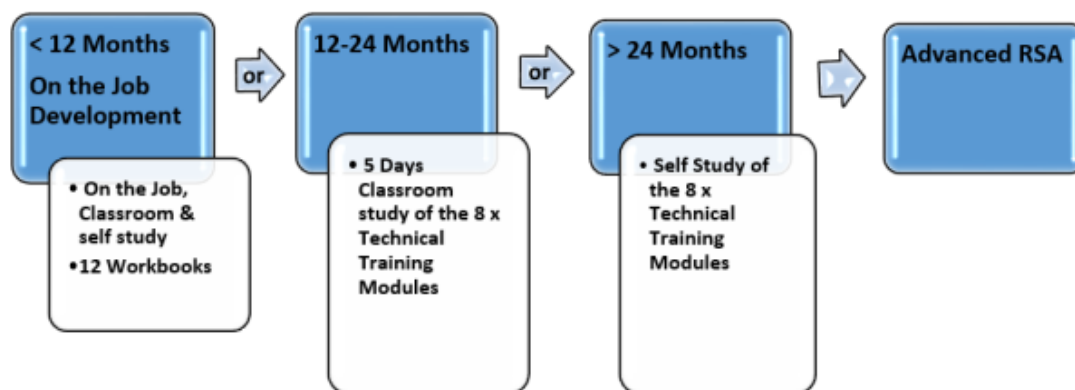 < 12 Months
On the Job
Development
• On the Job,
Classroom &
self study
•12 Workbooks
or
12-24 Months
• 5 Days
Classroom
study of the 8 x
Technical
Training
Modules
or
> 24 Months
• Self Study of
the 8 x
Technical
Training
Modules
Advanced RSA